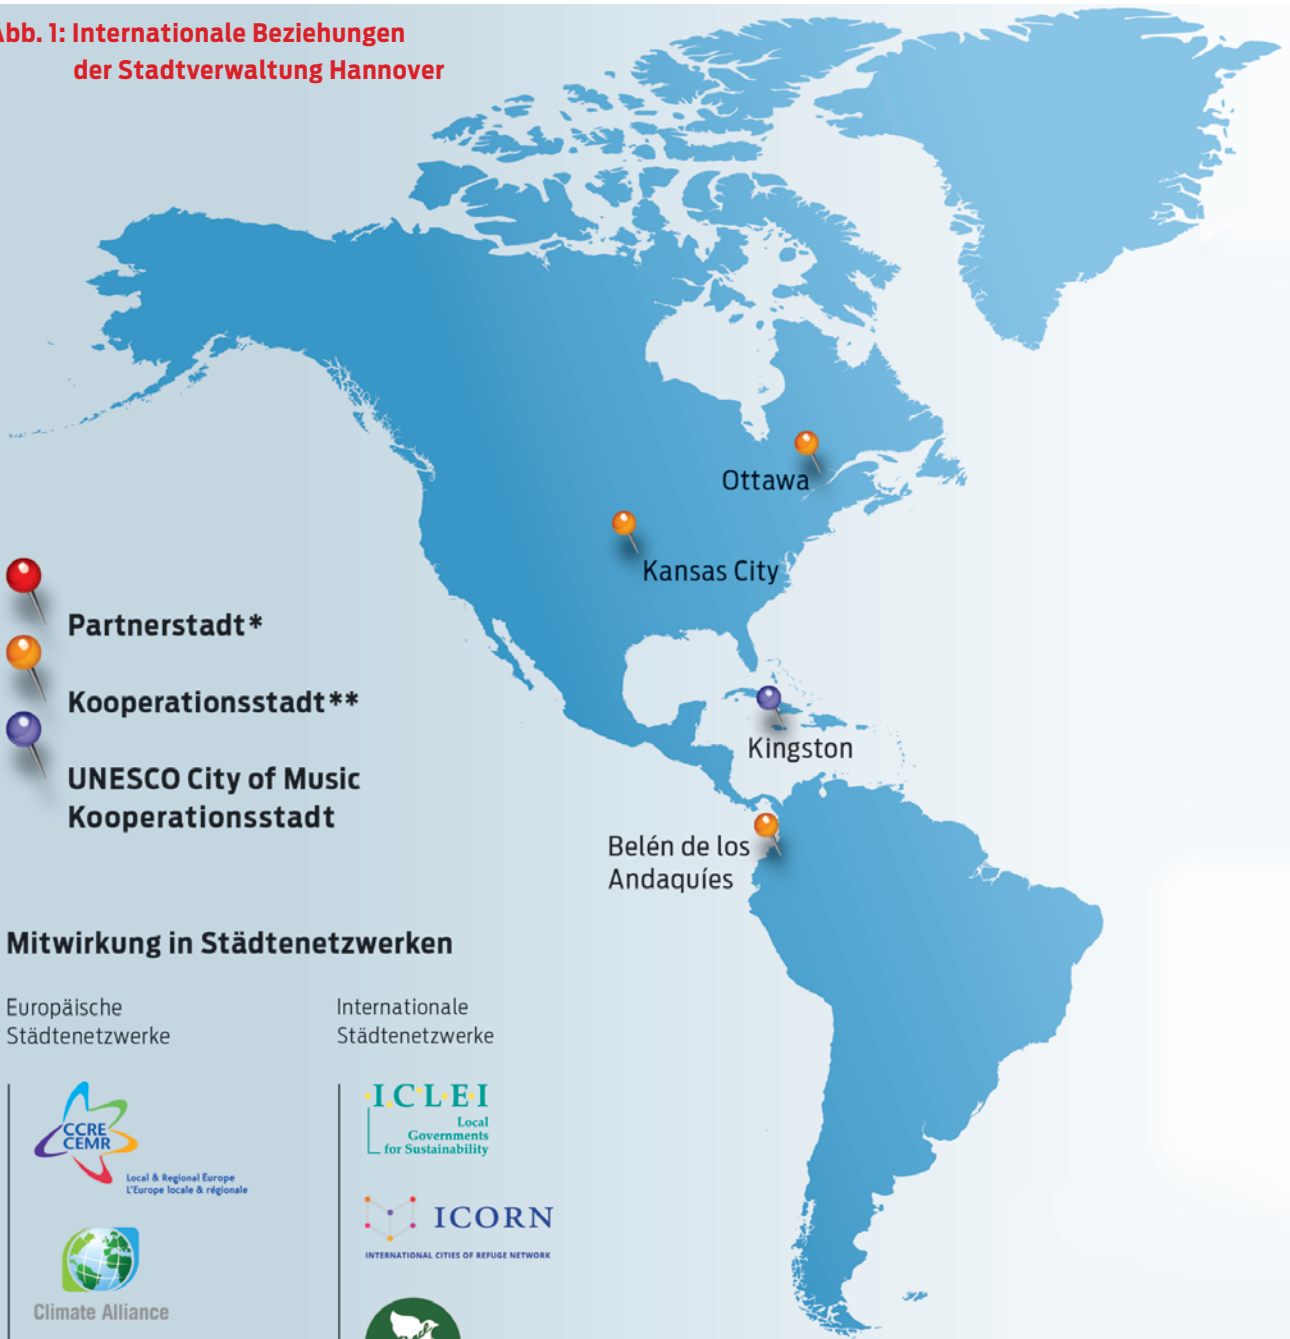 Abb. 1: Internationale Beziehungen
der Stadtverwaltung Hannover
Ottawa
Kansas City
Partnerstadt*
Kooperationsstadt**
UNESCO City of Music
Kooperationsstadt
Kingston
Belén de los
Andaquíes
Mitwirkung in Städtenetzwerken
Europäische
Städtenetzwerke
CCRE
CEMR
Local & Regional Europe
L'Europe locale & régionale
Climate Alliance
Internationale
Städtenetzwerke
I.C.L.E.I
Local
Governments
for Sustainability
ICORN
INTERNATIONAL CITIES OF REFUGE NETWORK